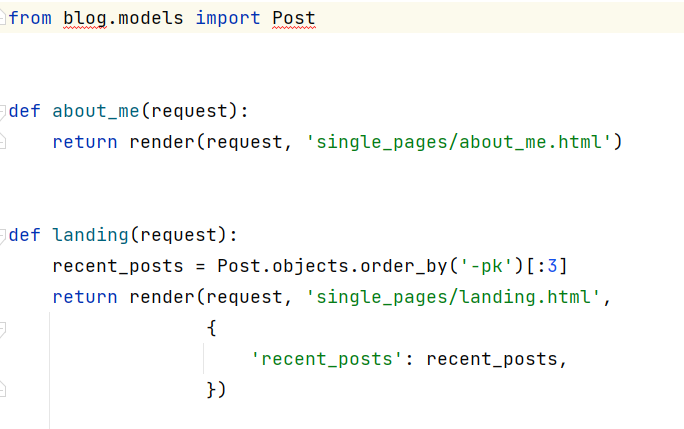 from blog.models import Post
def about_me(request):
    return render(request, 'single_pages/about_me.html')
def landing(request):
    recent_posts = Post.objects.order_by('-pk')[:3]
    return render(request, 'single_pages/landing.html',
                  {
                      'recent_posts': recent_posts,
                  })